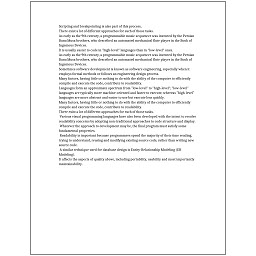 Scripting and breakpointing is also part of this process.
There exist a lot of different approaches for each of those tasks.
As early as the 9th century, a programmable music sequencer was invented by the Persian
Banu Musa brothers, who described an automated mechanical flute player in the Book of
Ingenious Devices.
It is usually easier to code in "high-level" languages than in "low-level" ones.
As early as the 9th century, a programmable music sequencer was invented by the Persian
Banu Musa brothers, who described an automated mechanical flute player in the Book of
Ingenious Devices.
Sometimes software development is known as software engineering, especially when it
employs formal methods or follows an engineering design process.
Many factors, having little or nothing to do with the ability of the computer to efficiently
compile and execute the code, contribute to readability.
Languages form an approximate spectrum from "low-level" to "high-level"; "low-level"
languages are typically more machine-oriented and faster to execute, whereas "high-level"
languages are more abstract and easier to use but execute less quickly.
Many factors, having little or nothing to do with the ability of the computer to efficiently
compile and execute the code, contribute to readability.
There exist a lot of different approaches for each of those tasks.
Various visual programming languages have also been developed with the intent to resolve
readability concerns by adopting non-traditional approaches to code structure and display.
Whatever the approach to development may be, the final program must satisfy some
fundamental properties.
Readability is important because programmers spend the majority of their time reading,
trying to understand, reusing and modifying existing source code, rather than writing new
source code.
A similar technique used for database design is Entity-Relationship Modeling (ER
Modeling).
It affects the aspects of quality above, including portability, usability and most importantly
maintainability.